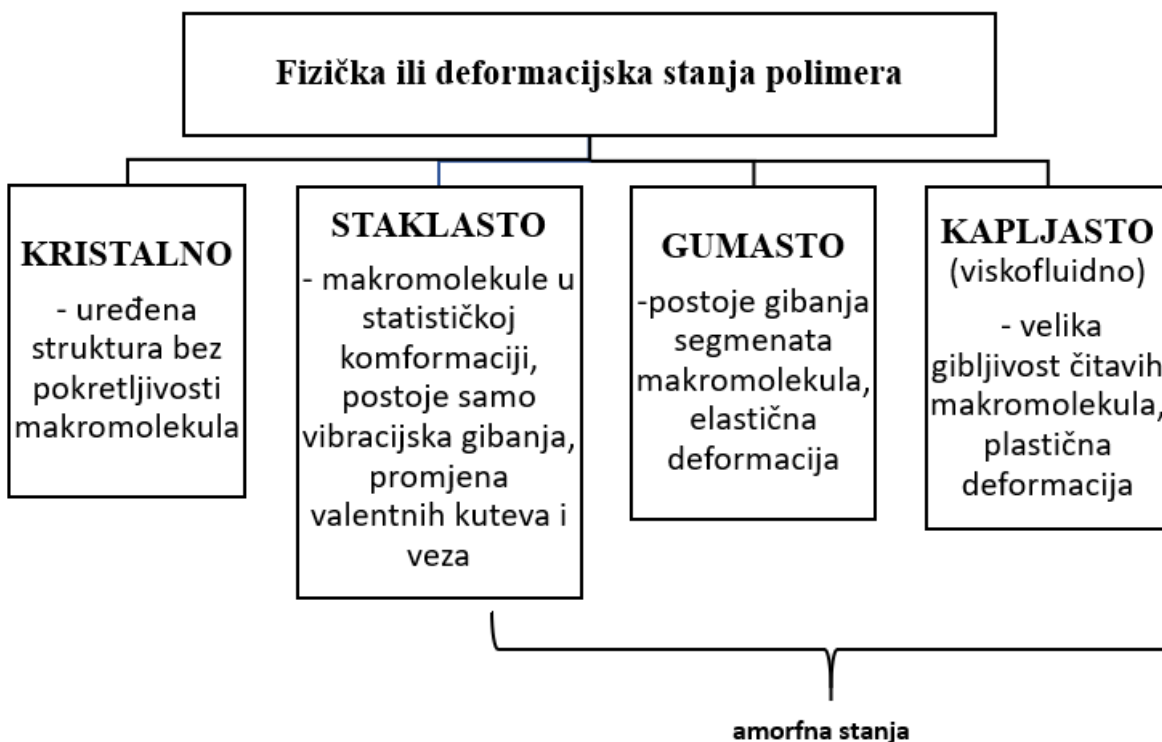 Fizička ili deformacijska stanja polimera
KRISTALNO
- uređena
struktura bez
pokretljivosti
makromolekula
STAKLASTO
- makromolekule u
statističkoj
komformaciji,
postoje samo
vibracijska gibanja,
promjena
valentnih kuteva i
veza
GUMASTO
-postoje gibanja
segmenata
makromolekula,
elastična
deformacija
KAPLJASTO
(viskofluidno)
- velika
gibljivost čitavih
makromolekula,
plastična
deformacija
amorfna stanja